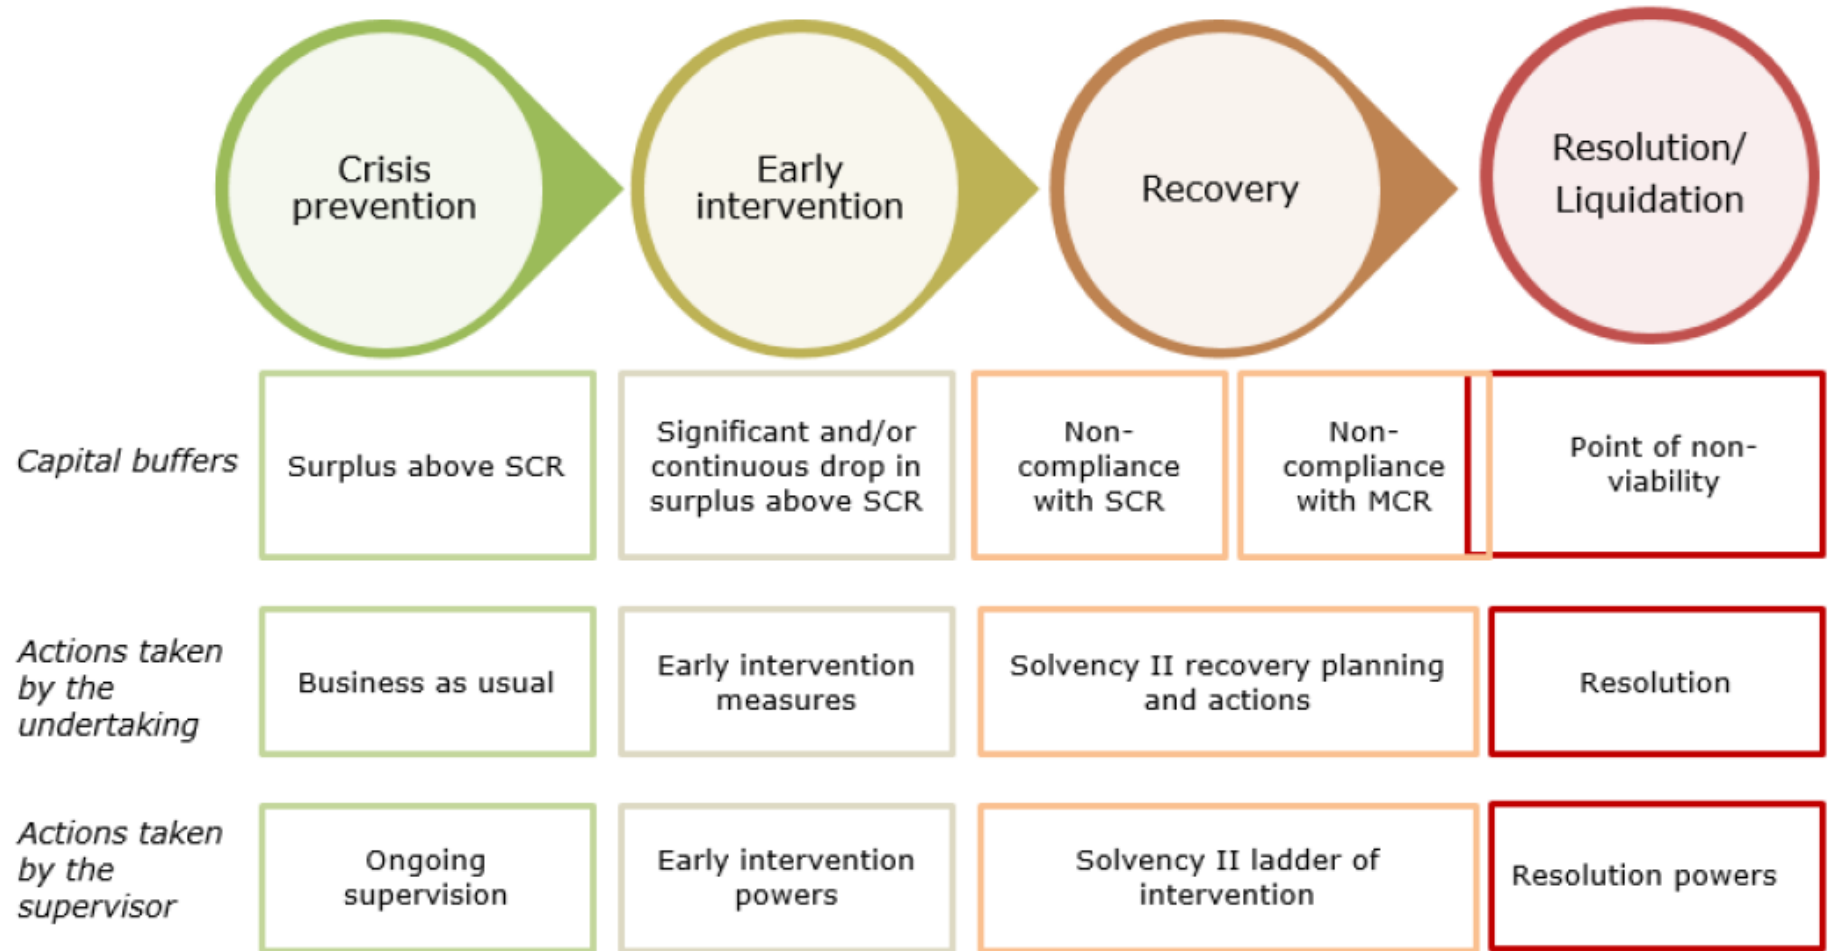 Crisis
prevention
Early
intervention
Recovery
Resolution/
Liquidation
Capital buffers
Surplus above SCR
Significant and/or
continuous drop in
surplus above SCR
Non-
compliance
with SCR
Non-
compliance
with MCR
Point of non-
viability
Actions taken
by the
undertaking
Business as usual
Early intervention
measures
Solvency II recovery planning
and actions
Resolution
Actions taken
by the
supervisor
Ongoing
supervision
Early intervention
powers
Solvency II ladder of
intervention
Resolution powers